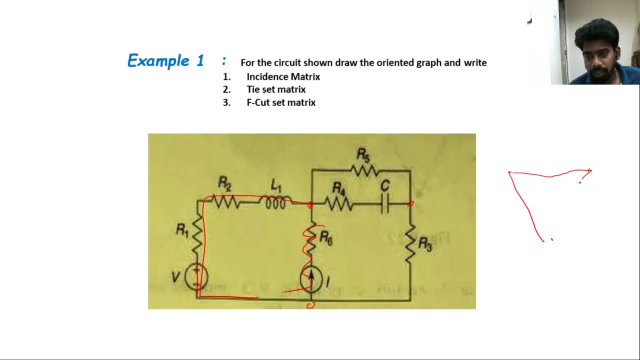 Example 1 : For the circuit shown draw the oriented graph and write
1. Incidence Matrix
2. Tie set matrix
3. F-Cut set matrix
R5
R2 L1 R4 C
R1 R6 R3
V I